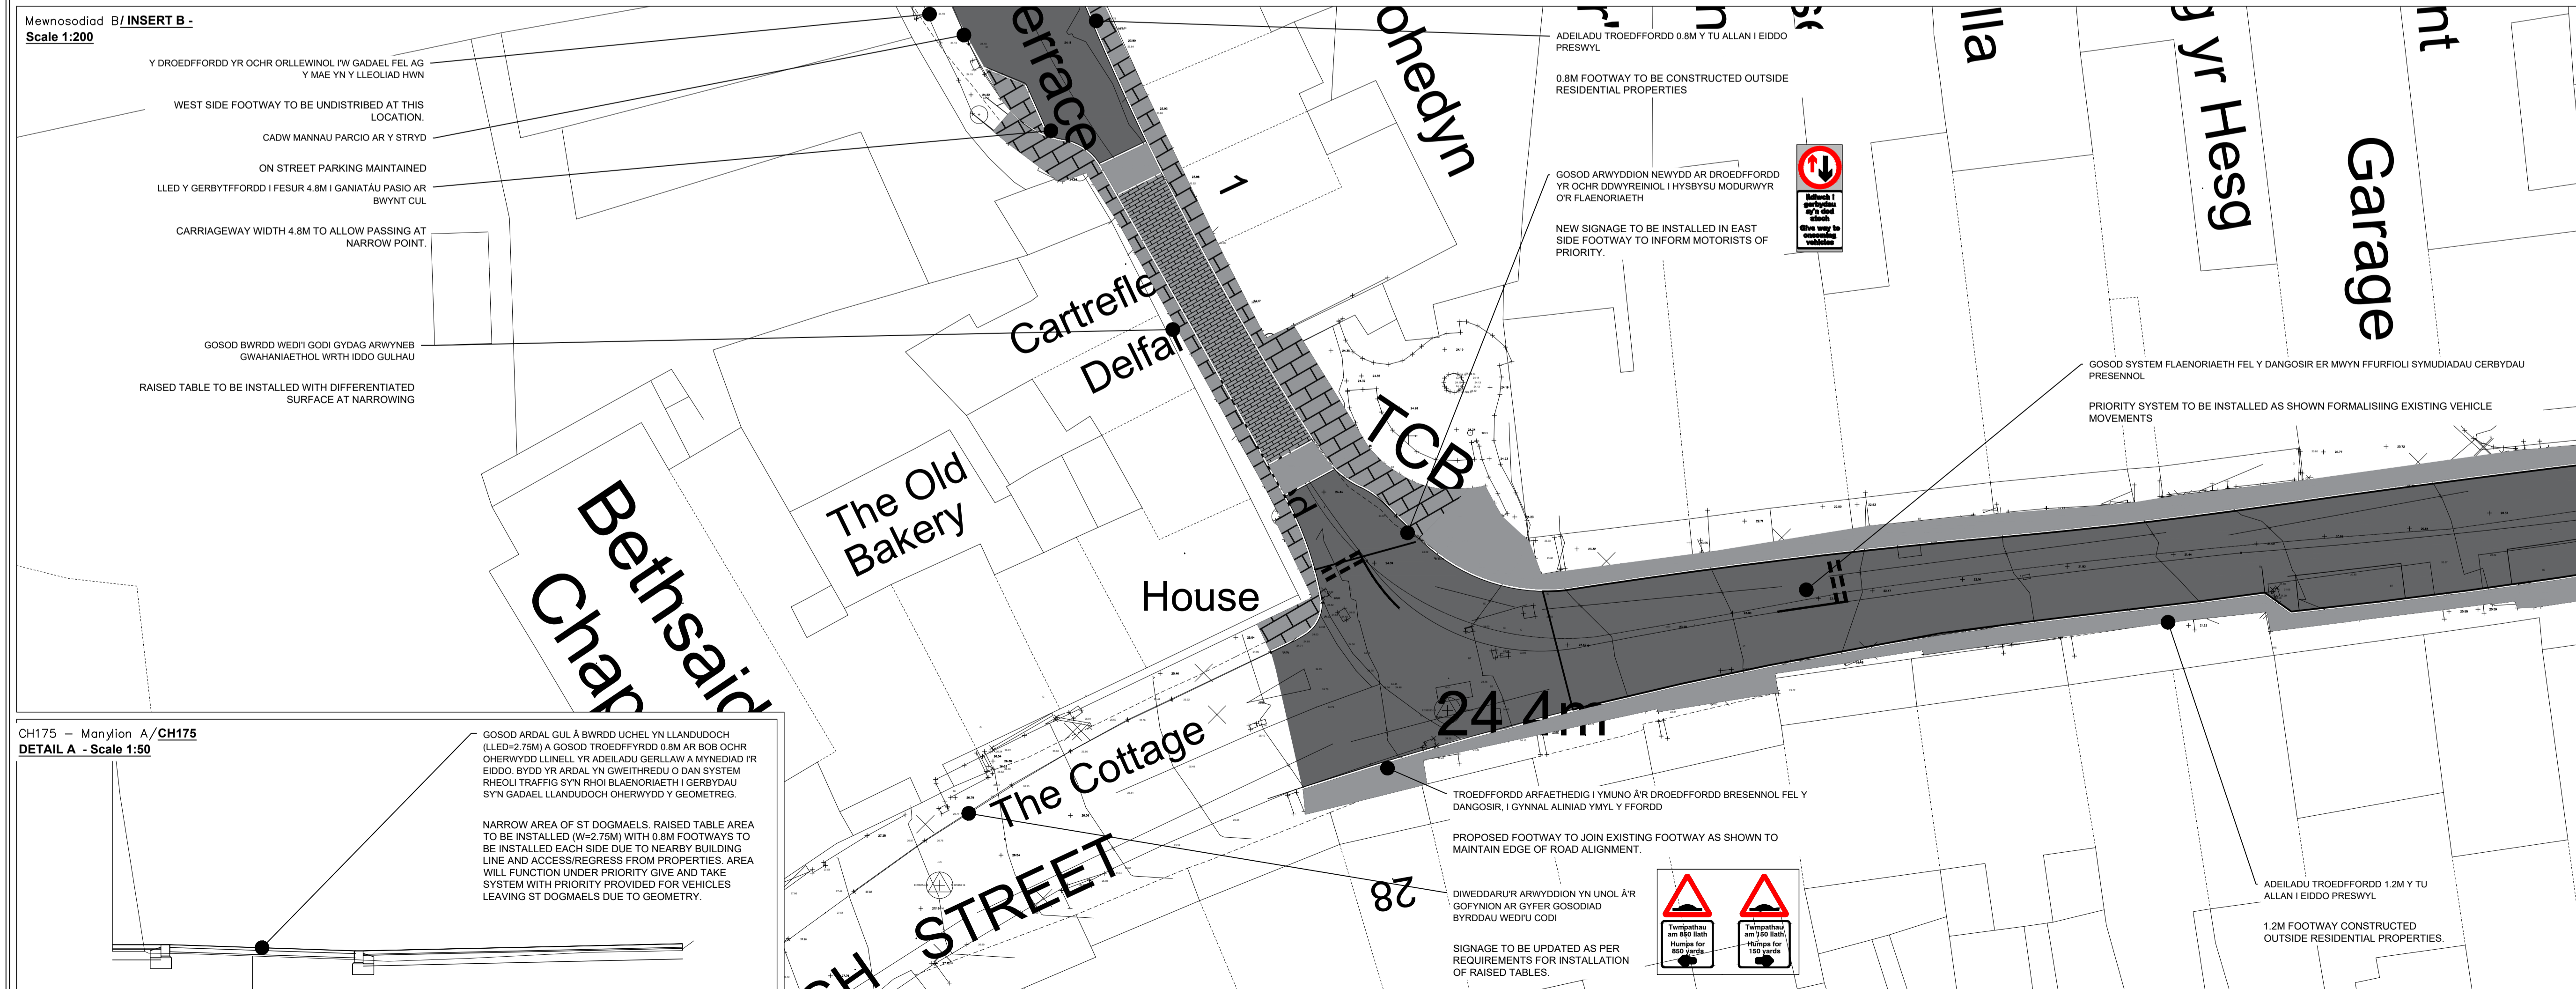 Mewnosodiad B/ INSERT B -
Scale 1:200
Y DROEDFFORDD YR OCHR ORLLEWINOL I'W GADAEL FEL AG
Y MAE YN Y LLEOLIAD HWN
WEST SIDE FOOTWAY TO BE UNDISTRIBED AT THIS
LOCATION.
CADW MANNAU PARCIO AR Y STRYD
ON STREET PARKING MAINTAINED
LLED Y GERBYTFFORDD I FESUR 4.8M I GANIATÁU PASIO AR
BWYNT CUL
CARRIAGEWAY WIDTH 4.8M TO ALLOW PASSING AT
NARROW POINT.
GOSOD BWRDD WEDI'I GODI GYDAG ARWYNEB
GWAHANIAETHOL WRTH IDDO GULHAU
RAISED TABLE TO BE INSTALLED WITH DIFFERENTIATED
SURFACE AT NARROWING
ADEILADU TROEDFFORDD 0.8M Y TU ALLAN I EIDDO
PRESWYL
0.8M FOOTWAY TO BE CONSTRUCTED OUTSIDE
RESIDENTIAL PROPERTIES
GOSOD ARWYDDION NEWYDD AR DROEDFFORDD
YR OCHR DDWYREINIOL I HYSBYSU MODURWYR
O'R FLAENORIAETH
NEW SIGNAGE TO BE INSTALLED IN EAST
SIDE FOOTWAY TO INFORM MOTORISTS OF
PRIORITY.
Ildiwch i
gerbydau
sy'n dod
atoch
Give way to
oncoming
vehicles
GOSOD SYSTEM FLAENORIAETH FEL Y DANGOSIR ER MWYN FFURFIOLI SYMUDIADAU CERBYDAU
PRESENNOL
PRIORITY SYSTEM TO BE INSTALLED AS SHOWN FORMALISIING EXISTING VEHICLE
MOVEMENTS
errace
ohedyn
1
lla
g yr Hesg
nt
Garage
Cartrefle
Delfan
TCB
The Old
Bakery
Bethsaid
Chap
House
24.4m
The Cottage
CH STREET
28
CH175 - Manylion A/CH175
DETAIL A - Scale 1:50
GOSOD ARDAL GUL Â BWRDD UCHEL YN LLANDUDOCH
(LLED=2.75M) A GOSOD TROEDFFYRDD 0.8M AR BOB OCHR
OHERWYDD LLINELL YR ADEILADU GERLLAW A MYNEDIAD I'R
EIDDO. BYDD YR ARDAL YN GWEITHREDU O DAN SYSTEM
RHEOLI TRAFFIG SY'N RHOI BLAENORIAETH I GERBYDAU
SY'N GADAEL LLANDUDOCH OHERWYDD Y GEOMETREG.
NARROW AREA OF ST DOGMAELS. RAISED TABLE AREA
TO BE INSTALLED (W=2.75M) WITH 0.8M FOOTWAYS TO
BE INSTALLED EACH SIDE DUE TO NEARBY BUILDING
LINE AND ACCESS/REGRESS FROM PROPERTIES. AREA
WILL FUNCTION UNDER PRIORITY GIVE AND TAKE
SYSTEM WITH PRIORITY PROVIDED FOR VEHICLES
LEAVING ST DOGMAELS DUE TO GEOMETRY.
TROEDFFORDD ARFAETHEDIG I YMUNO Â'R DROEDFFORDD BRESENNOL FEL Y
DANGOSIR, I GYNNAL ALINIAD YMYL Y FFORDD
PROPOSED FOOTWAY TO JOIN EXISTING FOOTWAY AS SHOWN TO
MAINTAIN EDGE OF ROAD ALIGNMENT.
DIWEDDARU'R ARWYDDION YN UNOL Â'R
GOFYNION AR GYFER GOSODIAD
BYRDDAU WEDI'U CODI
SIGNAGE TO BE UPDATED AS PER
REQUIREMENTS FOR INSTALLATION
OF RAISED TABLES.
Twmpathau
am 850 llath
Humps for
850 yards
Twmpathau
am 150 llath
Humps for
150 yards
ADEILADU TROEDFFORDD 1.2M Y TU
ALLAN I EIDDO PRESWYL
1.2M FOOTWAY CONSTRUCTED
OUTSIDE RESIDENTIAL PROPERTIES.